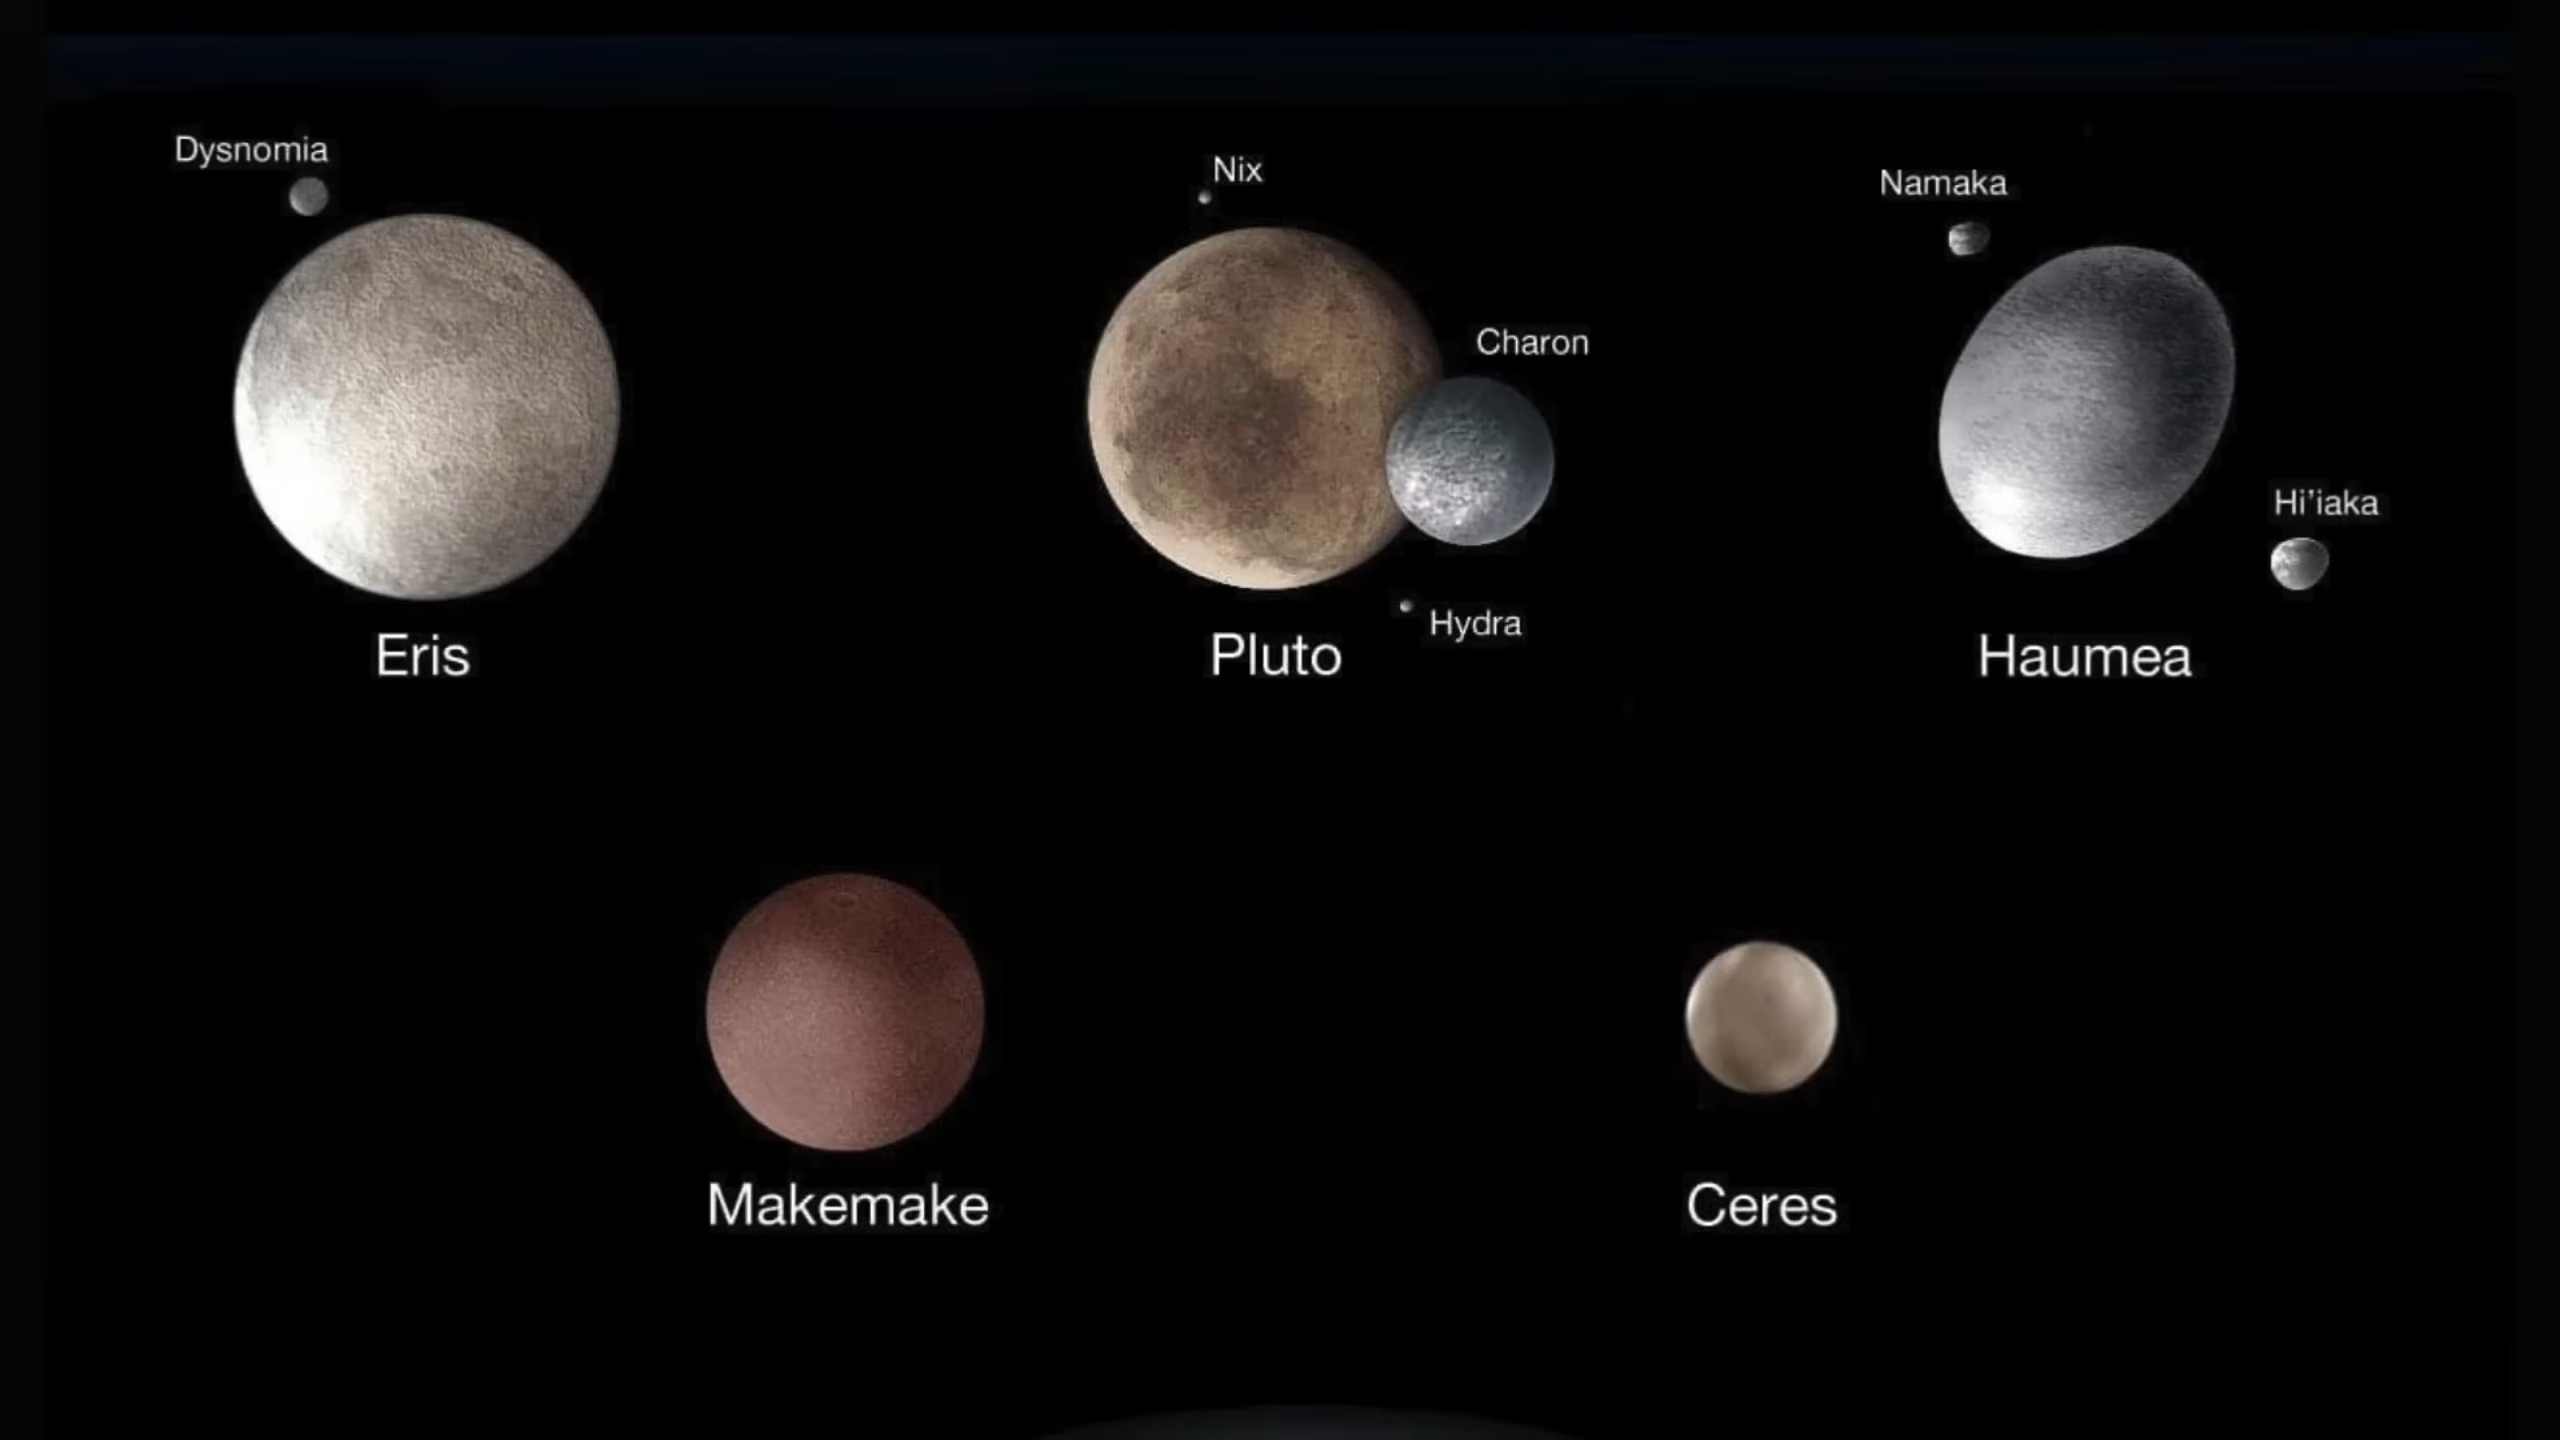 Dysnomia
Nix
Namaka
Charon
Hi’iaka
Hydra
Eris
Pluto
Haumea
Makemake
Ceres